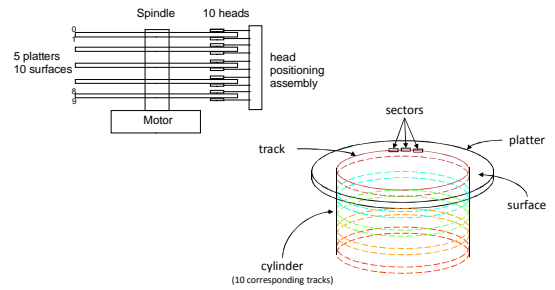 Spindle
10 heads
0
1
5 platters
10 surfaces
head
positioning
assembly
8
9
Motor
sectors
track
platter
surface
cylinder
(10 corresponding tracks)